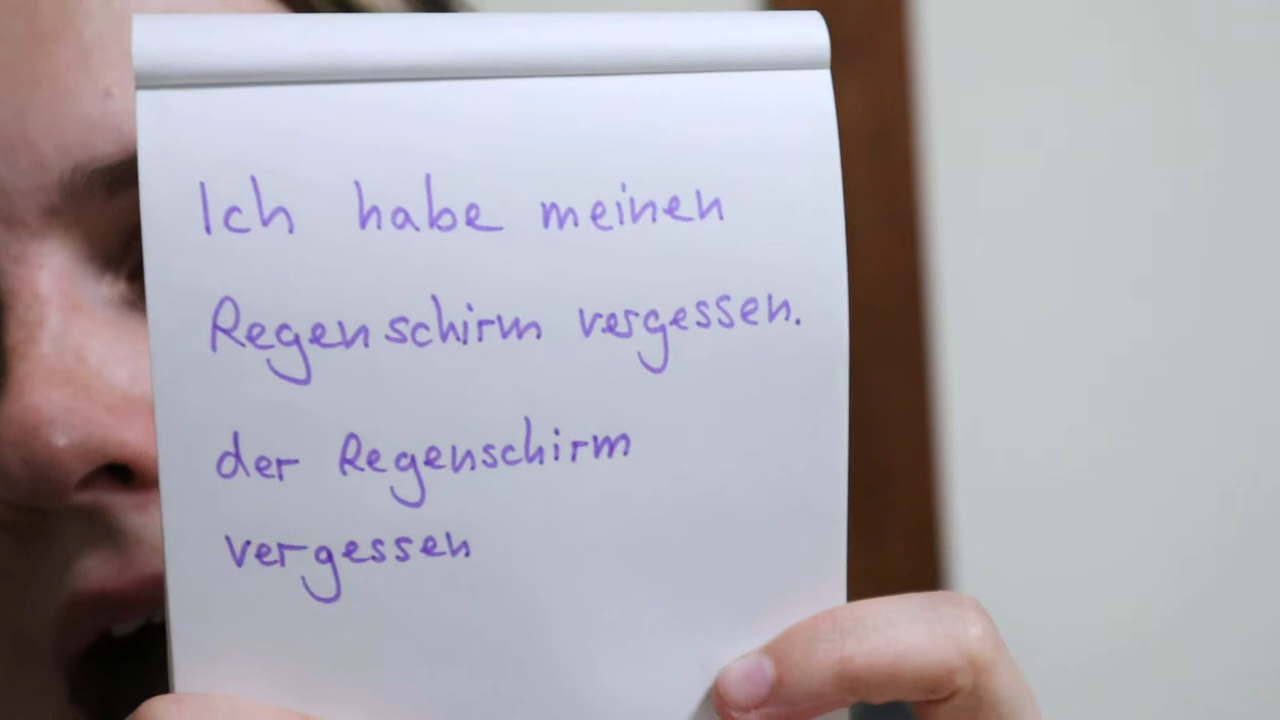 Ich habe meinen
Regenschirm vergessen.
der Regenschirm
vergessen